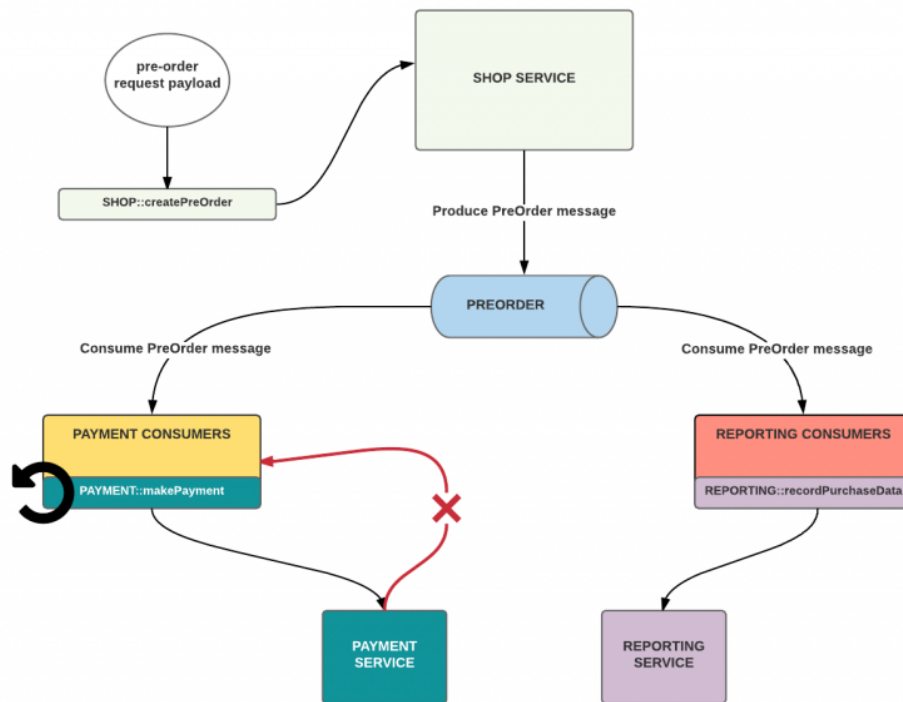 pre-order
request payload
SHOP SERVICE
SHOP::createPreOrder
Produce PreOrder message
PREORDER
Consume PreOrder message
Consume PreOrder message
PAYMENT CONSUMERS
REPORTING CONSUMERS
PAYMENT::makePayment
REPORTING::recordPurchaseData
PAYMENT
SERVICE
REPORTING
SERVICE